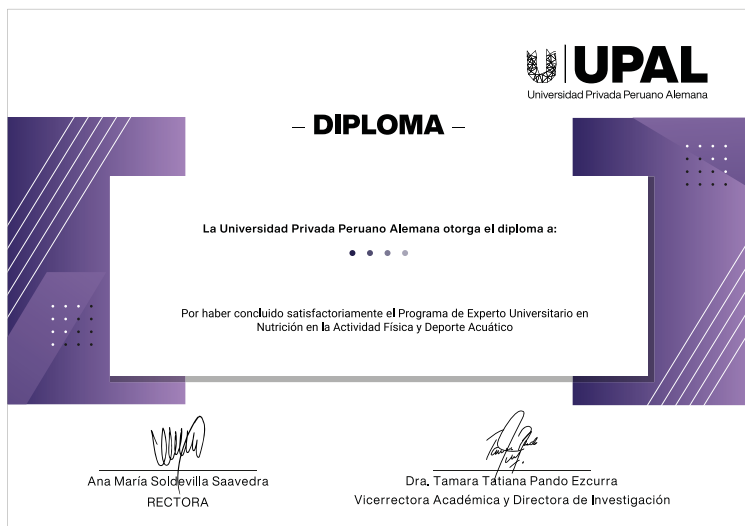 UPAL
Universidad Privada Peruano Alemana
– DIPLOMA –
La Universidad Privada Peruano Alemana otorga el diploma a:
Por haber concluido satisfactoriamente el Programa de Experto Universitario en
Nutrición en la Actividad Física y Deporte Acuático
Ana María Soldevilla Saavedra
RECTORA
Dra. Tamara Tatiana Pando Ezcurra
Vicerrectora Académica y Directora de Investigación